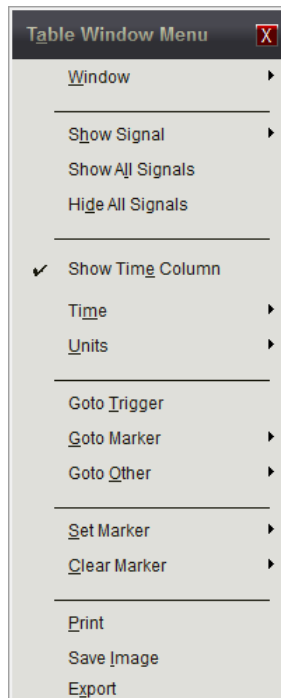 Table Window Menu X
Window
Show Signal
Show All Signals
Hide All Signals
Show Time Column
Time
Units
Goto Trigger
Goto Marker
Goto Other
Set Marker
Clear Marker
Print
Save Image
Export